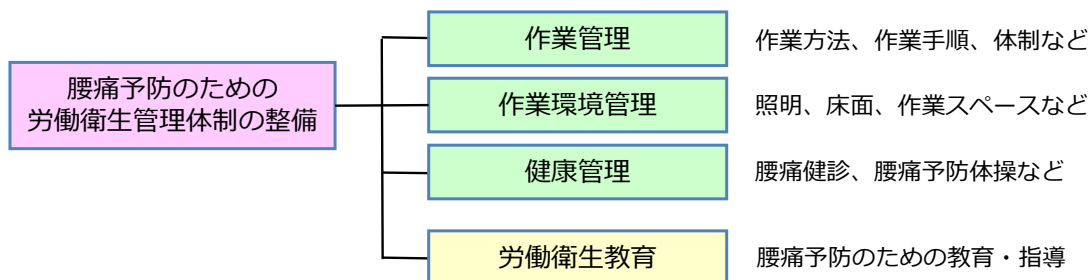 腰痛予防のための
労働衛生管理体制の整備
作業管理
作業方法、作業手順、体制など
作業環境管理
照明、床面、作業スペースなど
健康管理
腰痛健診、腰痛予防体操など
労働衛生教育
腰痛予防のための教育・指導